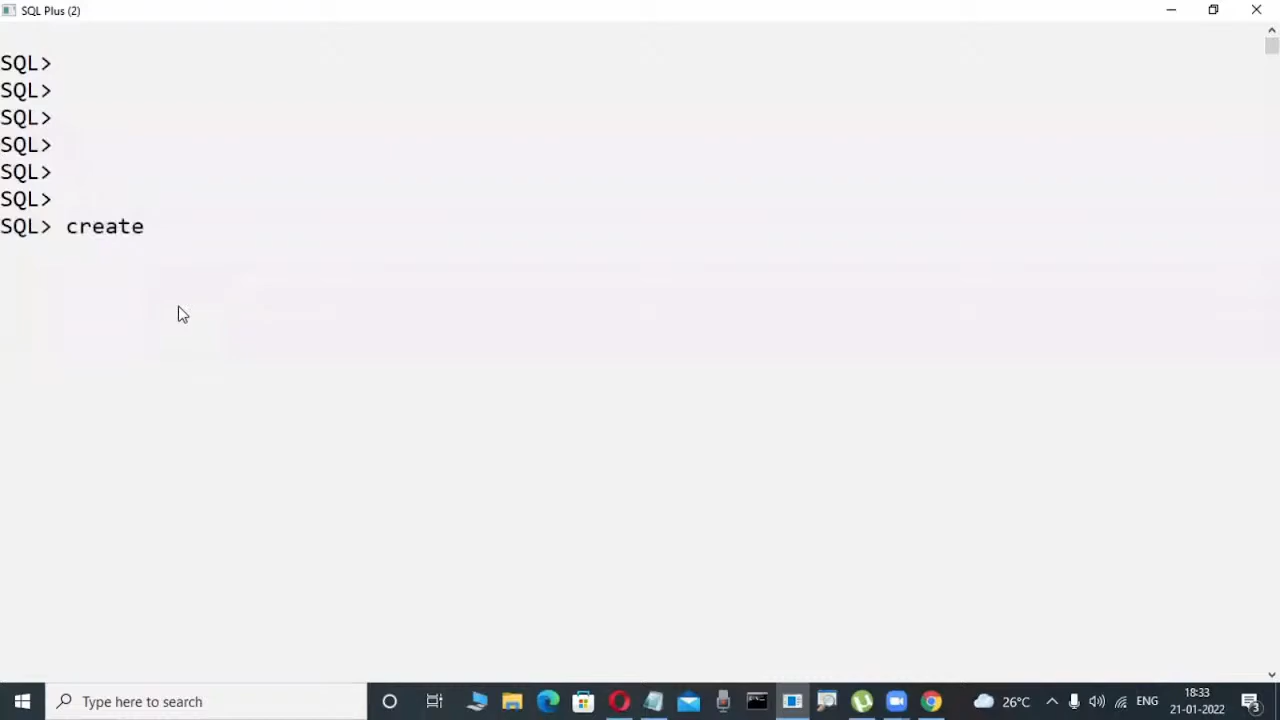 SQL Plus (2)
SQL>
SQL>
SQL>
SQL>
SQL>
SQL>
SQL> create
Type here to search
26°C
ENG
18:33
21-01-2022
3